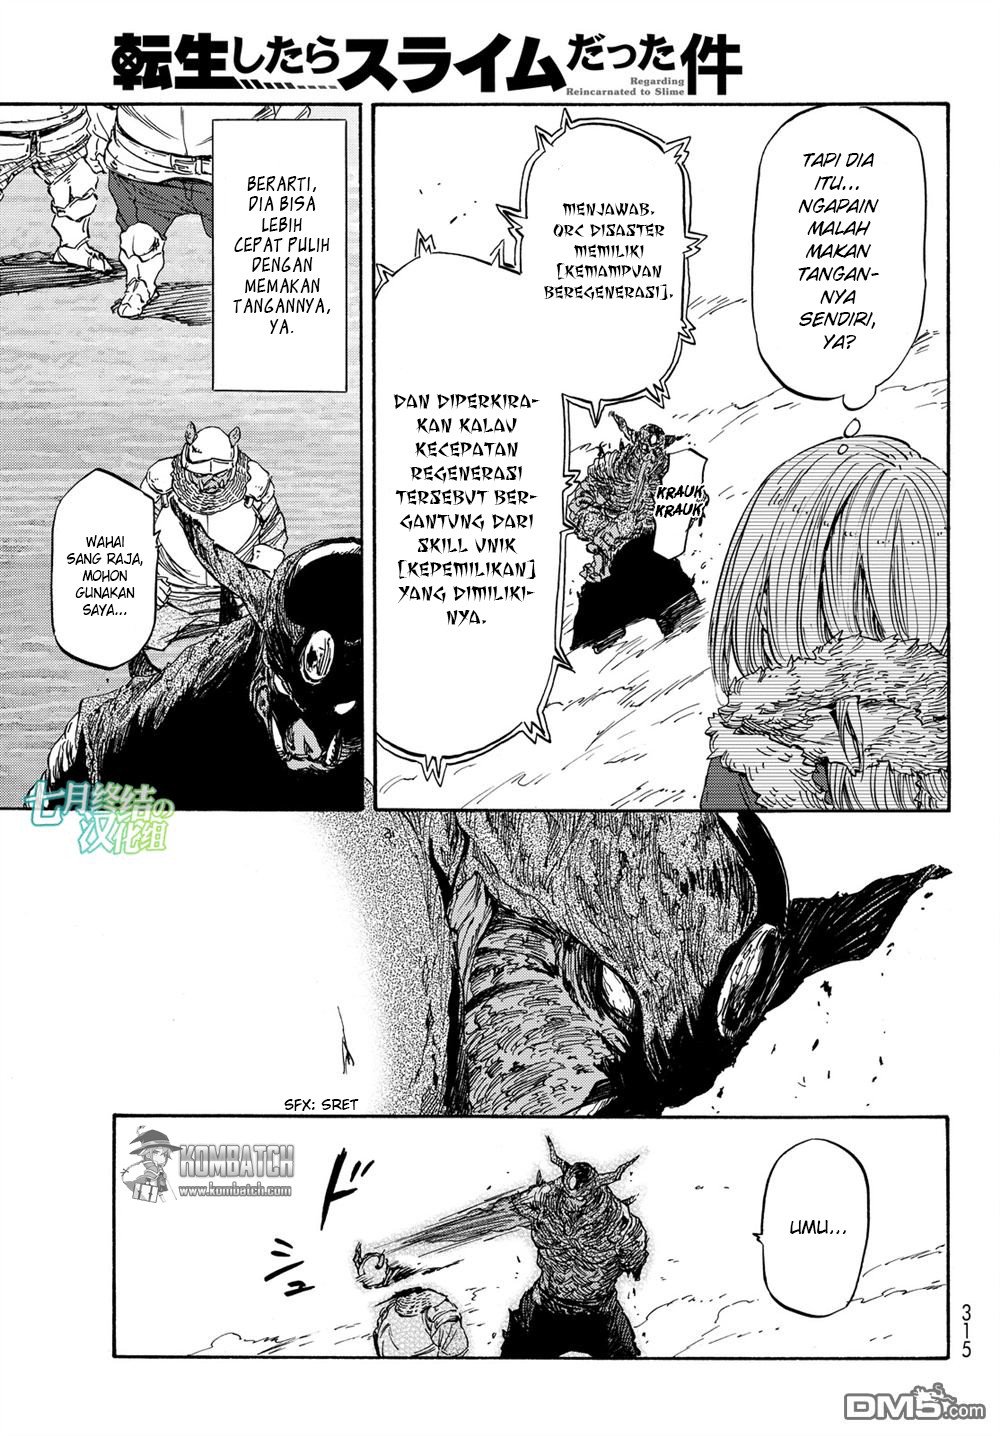 転生したらスライムだった件
Regarding
Reincarnated to Slime
TAPI DIA
ITU...
NGAPAIN
MALAH
MAKAN
TANGAN-
NYA
SENDIRI,
YA?
MENJAWAB.
ORC DISASTER
MEMILIKI
[KEMAMPUAN
BEREGENERASI].
KRAUK
KRAUK
DAN DIPERKIRA-
KAN KALAU
KECEPATAN
REGENERASI
TERSEBUT BER-
GANTUNG DARI
SKILL UNIK
[KEPEMILIKAN]
YANG DIMILIKI-
NYA.
BERARTI,
DIA BISA
LEBIH
CEPAT PULIH
DENGAN
MEMAKAN
TANGANNYA,
YA.
WAHAI
SANG RAJA,
MOHON
GUNAKAN
SAYA...
七月終结の
汉化组
SFX: SRET
UMU...
ドシャ
KOMBATCH
www.kombatch.com
315
DM5.com